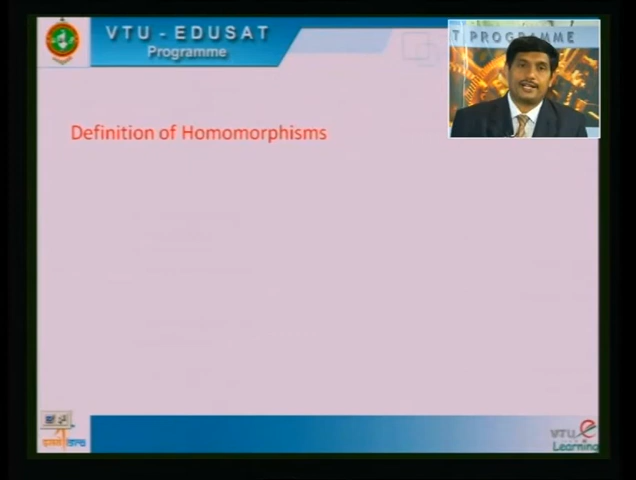 VTU - EDUSAT
Programme
T PROGRAMME
Definition of Homomorphisms
VTU e
Learning